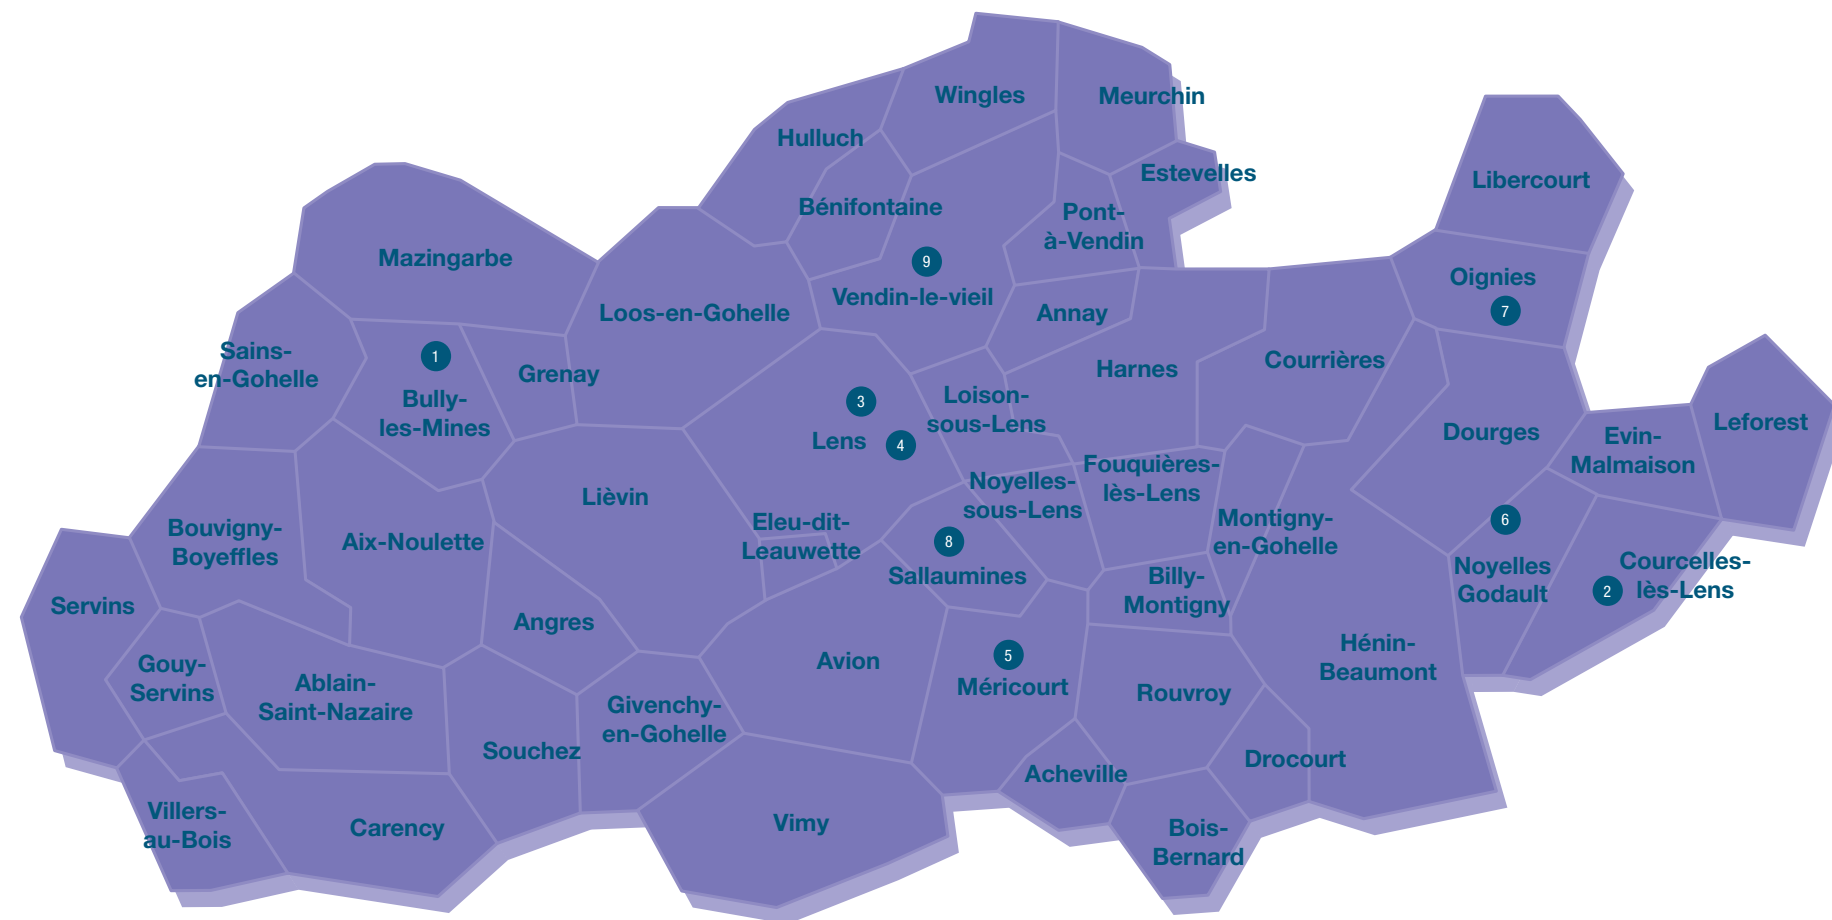 Wingles
Meurchin
Hulluch
Estevelles
Libercourt
Bénifontaine
Pont-
à-Vendin
Mazingarbe
9
Vendin-le-vieil
Oignies
7
Loos-en-Gohelle
Annay
Sains-
en-Gohelle
1
Bully-
les-Mines
Grenay
Harnes
Courrières
3
Lens
4
Loison-
sous-Lens
Dourges
Evin-
Malmaison
Leforest
Lièvin
Noyelles-
sous-Lens
Fouquières-
lès-Lens
Bouvigny-
Boyeffles
Aix-Noulette
Eleu-dit-
Leauwette
8
Sallaumines
Montigny-
en-Gohelle
6
Noyelles
Godault
Courcelles-
lès-Lens
2
Billy-
Montigny
Servins
Angres
Gouy-
Servins
Ablain-
Saint-Nazaire
Avion
5
Méricourt
Rouvroy
Hénin-
Beaumont
Souchez
Givenchy-
en-Gohelle
Acheville
Drocourt
Villers-
au-Bois
Carency
Vimy
Bois-
Bernard